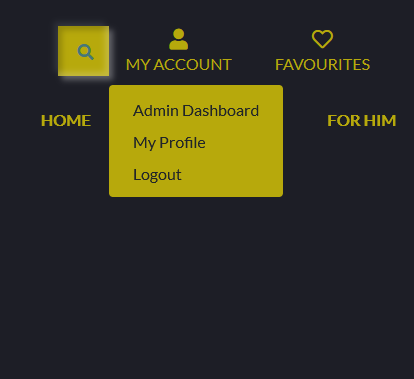 MY ACCOUNT
FAVOURITES
Admin Dashboard
HOME
FOR HIM
My Profile
Logout